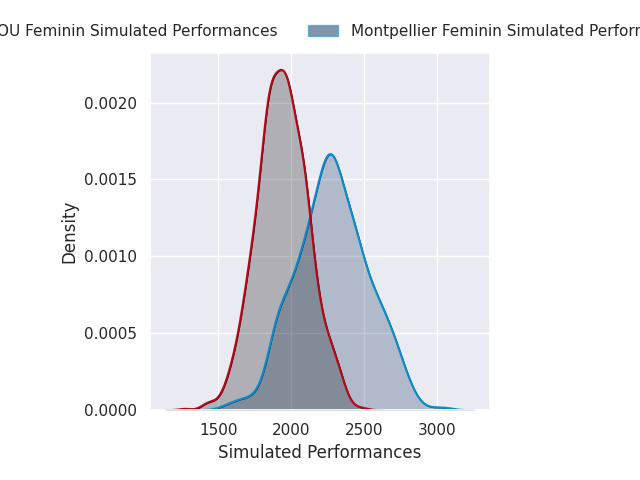 OU Feminin Simulated Performances Montpellier Feminin Simulated Perfor
0.0020
0.0015
0.0010
0.0005
0.0000
Density
1500 2000 2500 3000
Simulated Performances